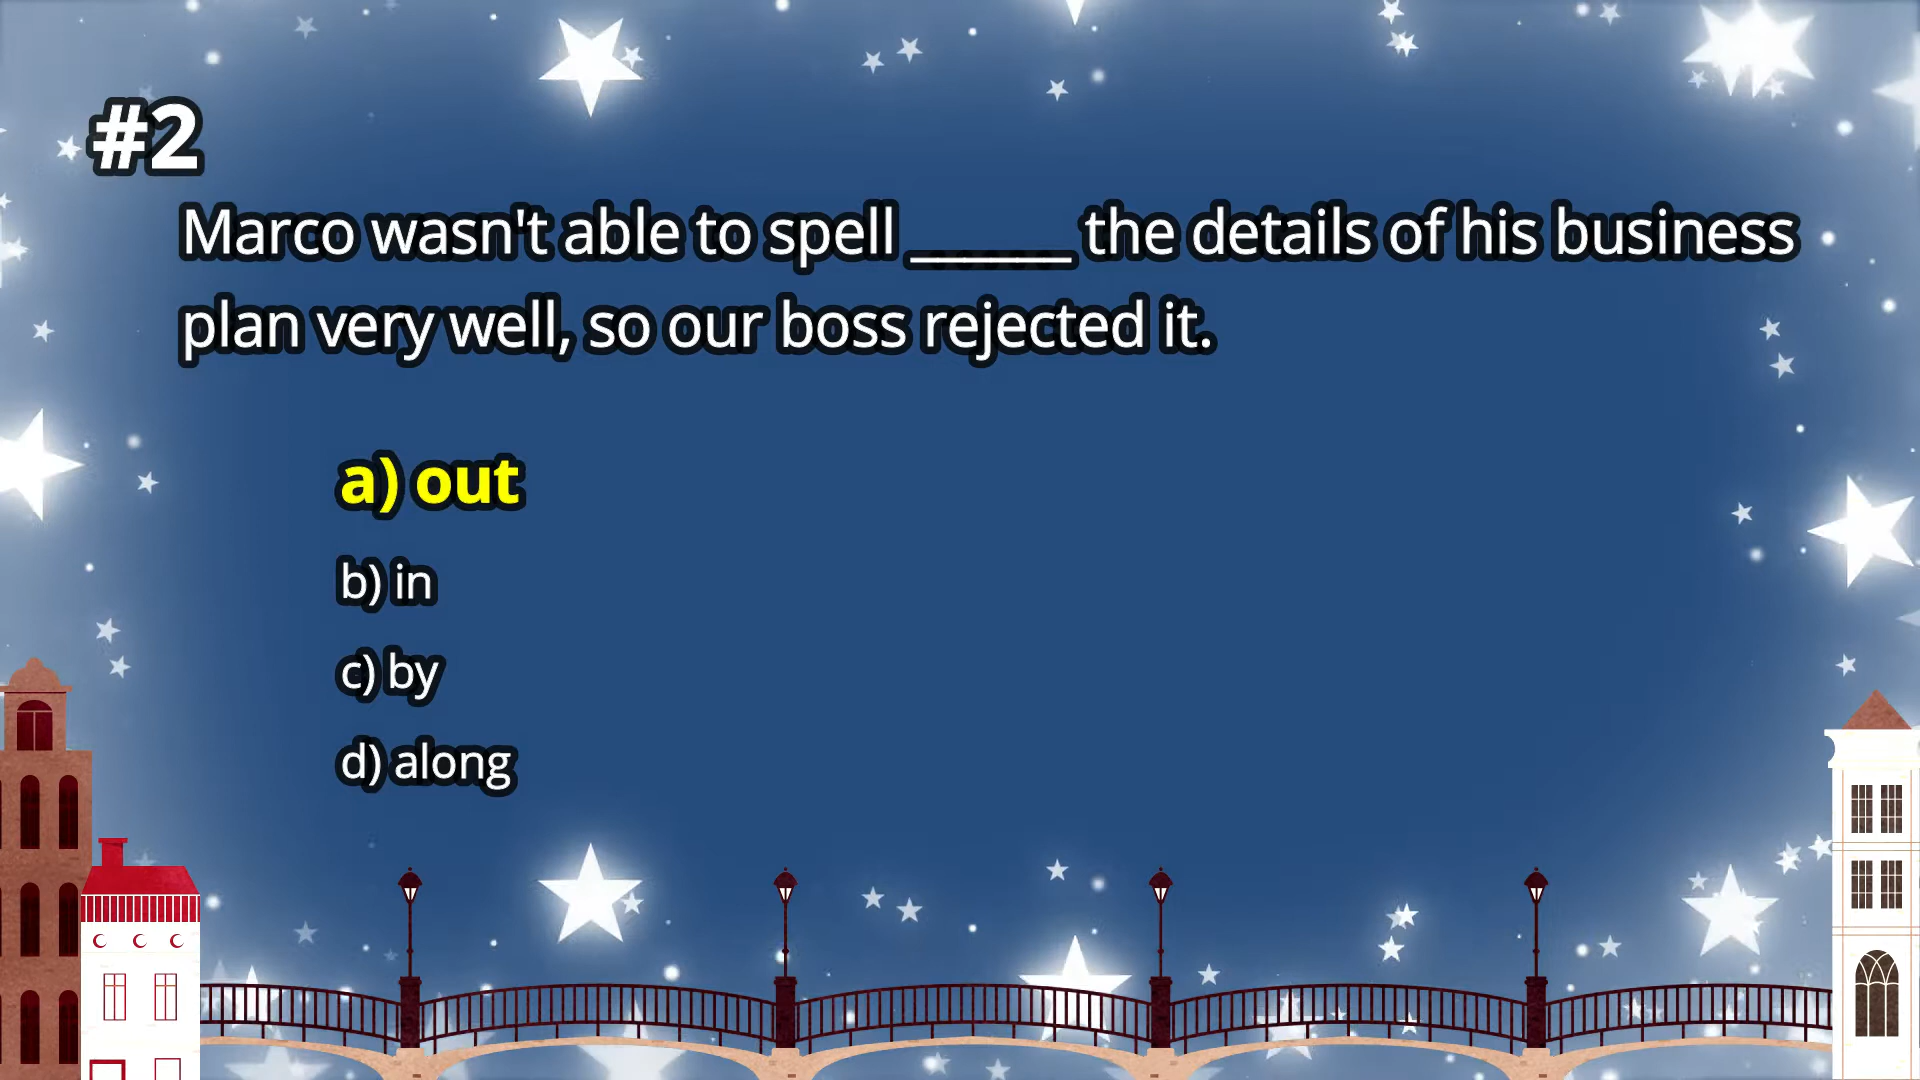 #2
Marco wasn't able to spell ______ the details of his business
plan very well, so our boss rejected it.
a) out
b) in
c) by
d) along